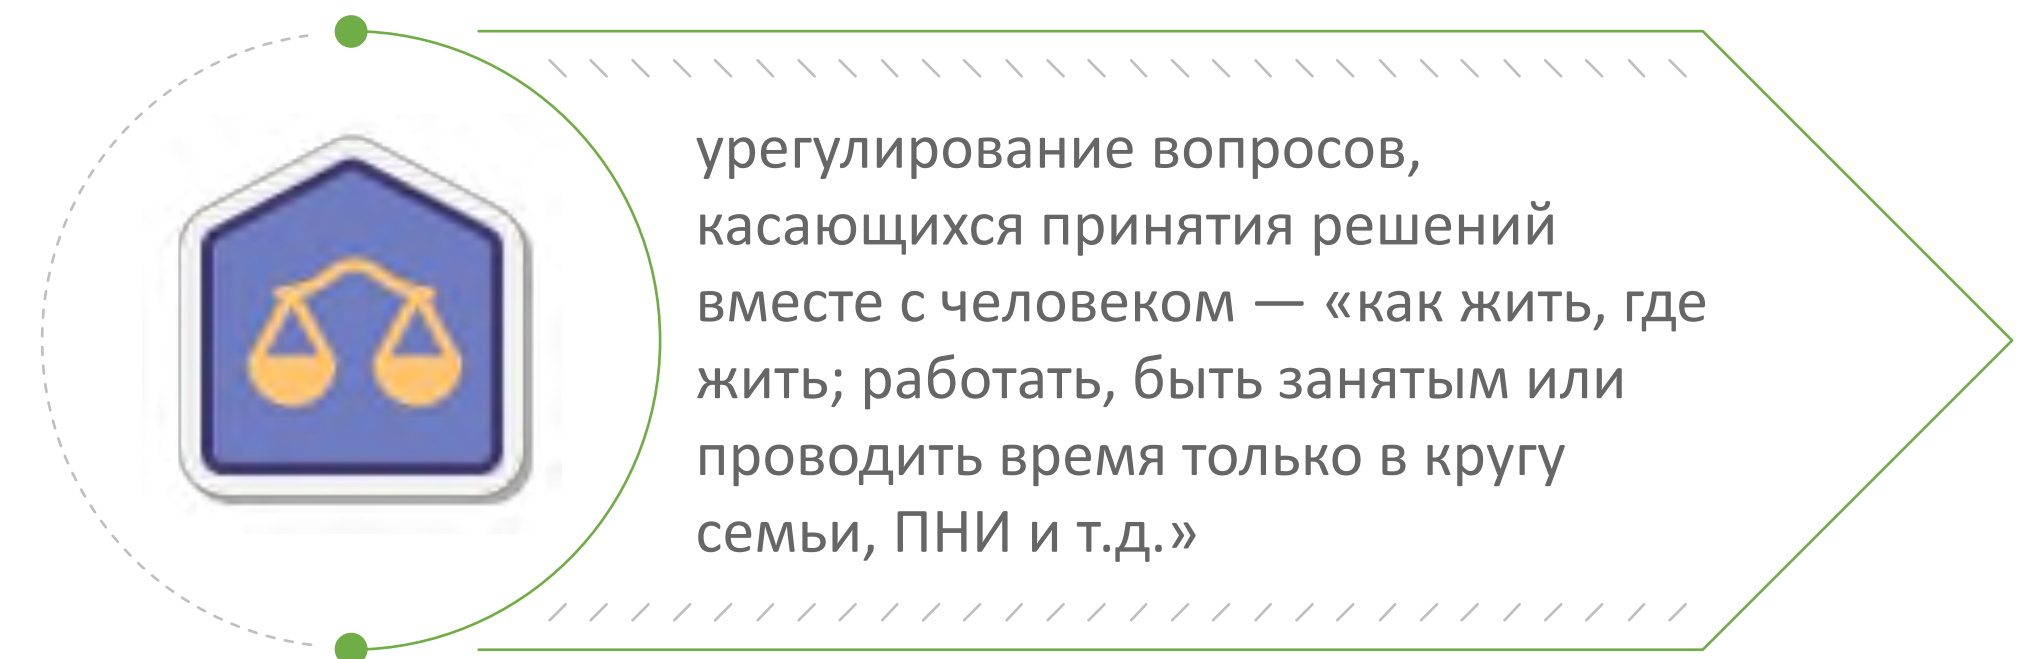 урегулирование вопросов,
касающихся принятия решений
вместе с человеком — «как жить, где
жить; работать, быть занятым или
проводить время только в кругу
семьи, ПНИ и т.д.»